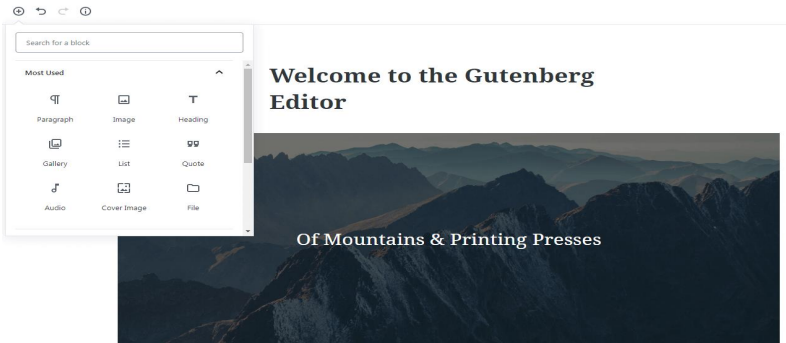 Search for a block
Most Used
Paragraph
Image
Heading
Gallery
List
Quote
Audio
Cover Image
File
Welcome to the Gutenberg
Editor
Of Mountains & Printing Presses